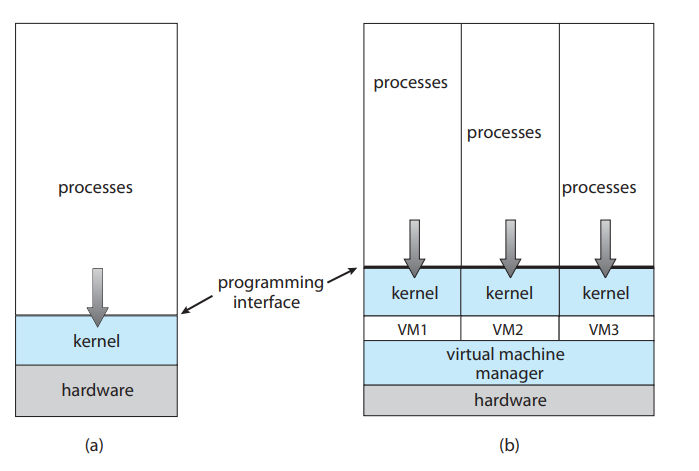 processes
kernel
hardware
(a)
programming
interface
processes
processes
processes
kernel
kernel
kernel
VM1
VM2
VM3
virtual machine
manager
hardware
(b)